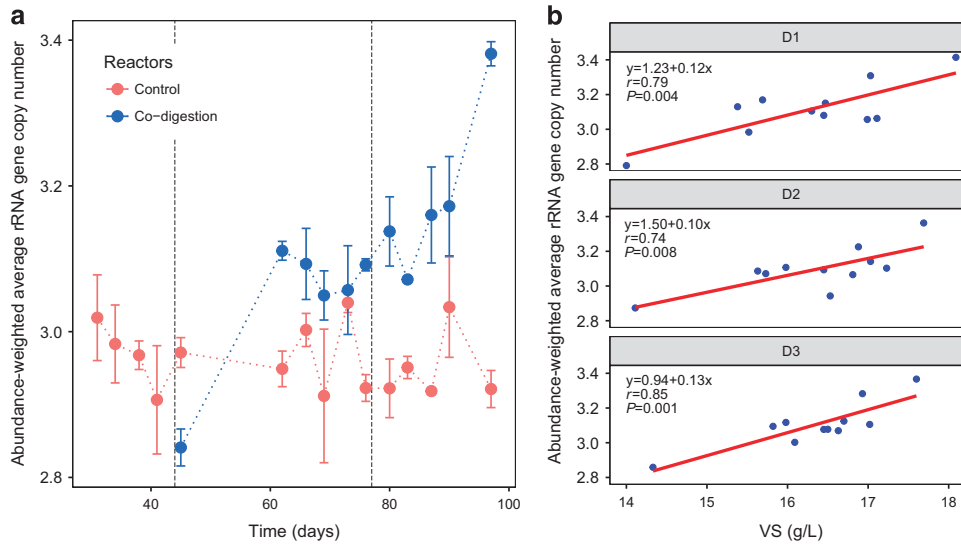 a
Abundance-weighted average rRNA gene copy number
3.4
3.2
3.0
2.8
Reactors
Control
Co-digestion
40
60
80
100
Time (days)
b
Abundance-weighted average rRNA gene copy number
D1
3.4
3.2
3.0
2.8
y=1.23+0.12x
r=0.79
P=0.004
D2
3.4
3.2
3.0
2.8
y=1.50+0.10x
r=0.74
P=0.008
D3
3.4
3.2
3.0
2.8
y=0.94+0.13x
r=0.85
P=0.001
14
15
16
17
18
VS (g/L)